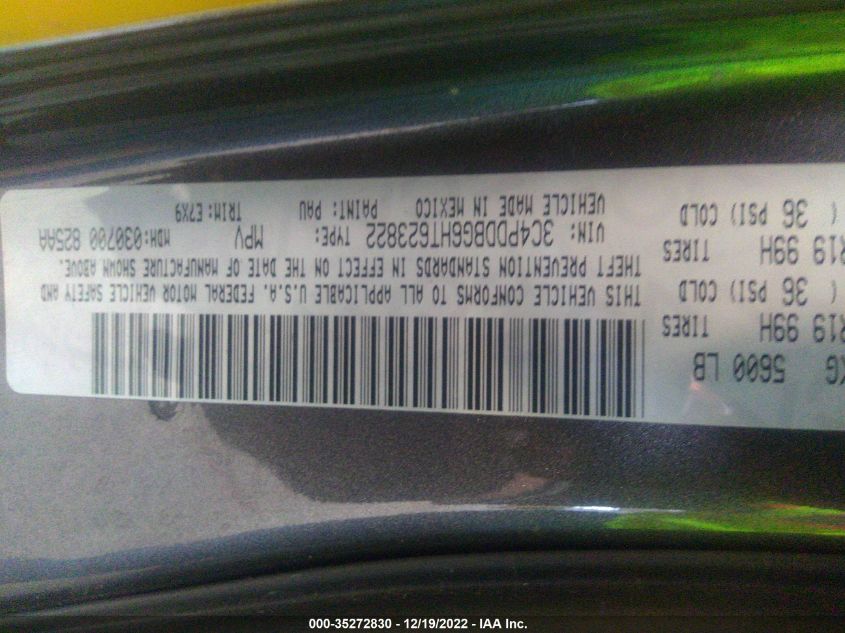 KG 5600 LB
R19 99H TIRES
( 36 PSI) COLD
R19 99H TIRES
( 36 PSI) COLD
THIS VEHICLE CONFORMS TO ALL APPLICABLE U.S.A. FEDERAL MOTOR VEHICLE SAFETY AND
THEFT PREVENTION STANDARDS IN EFFECT ON THE DATE OF MANUFACTURE SHOWN ABOVE.
VIN: 3C4PDDBG6HT623822 TYPE: MPV MDH:030700 825AA
VEHICLE MADE IN MEXICO PAINT: PAU TRIM:E7X9
000-35272830 - 12/19/2022 - IAA Inc.